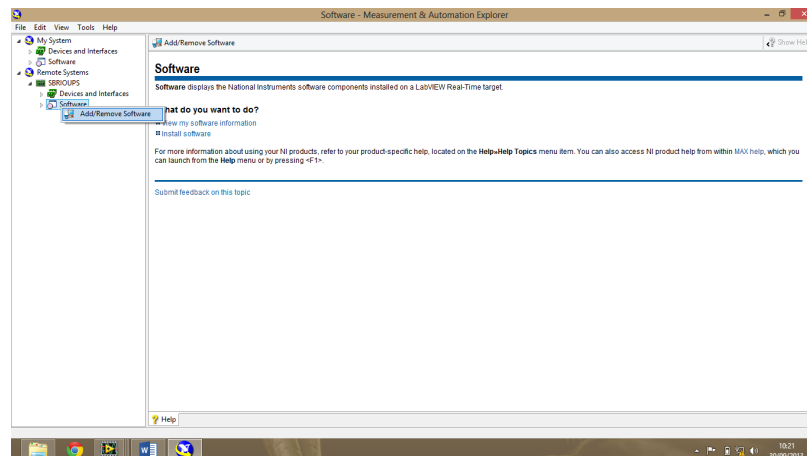 Software - Measurement & Automation Explorer
File Edit View Tools Help
My System
Devices and Interfaces
Software
Remote Systems
SBRIOUPS
Devices and Interfaces
Software
Add/Remove Software
Add/Remove Software
Show Hel
Software
Software displays the National Instruments software components installed on a LabVIEW Real-Time target.
hat do you want to do?
View my software information
Install software
For more information about using your NI products, refer to your product-specific help, located on the Help»Help Topics menu item. You can also access NI product help from within MAX help, which you
can launch from the Help menu or by pressing <F1>.
Submit feedback on this topic
Help
10:21